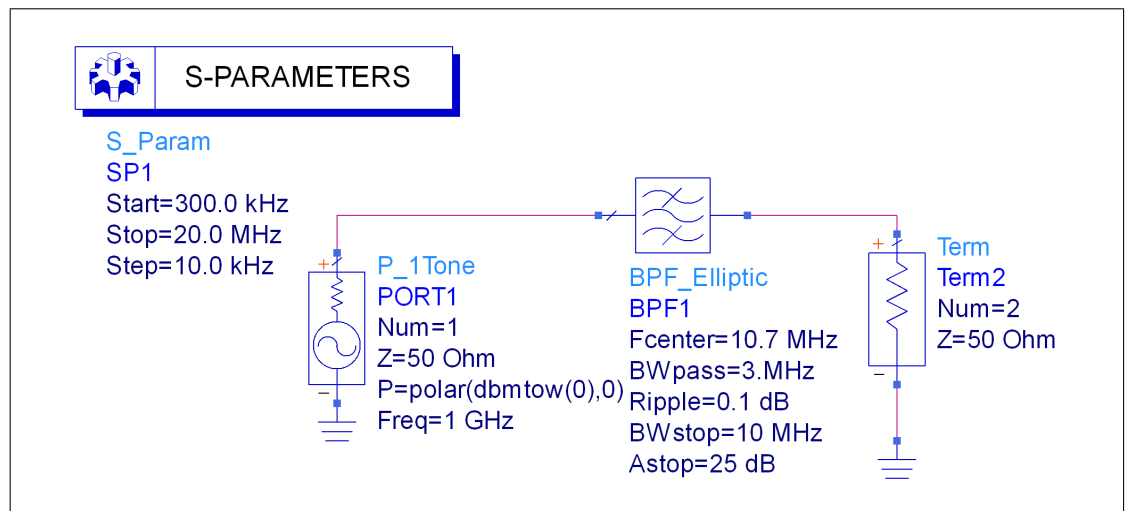 S-PARAMETERS
S_Param
SP1
Start=300.0 kHz
Stop=20.0 MHz
Step=10.0 kHz
P_1Tone
PORT1
Num=1
Z=50 Ohm
P=polar(dbmtow(0),0)
Freq=1 GHz
BPF_Elliptic
BPF1
Fcenter=10.7 MHz
BWpass=3.MHz
Ripple=0.1 dB
BWstop=10 MHz
Astop=25 dB
Term
Term2
Num=2
Z=50 Ohm